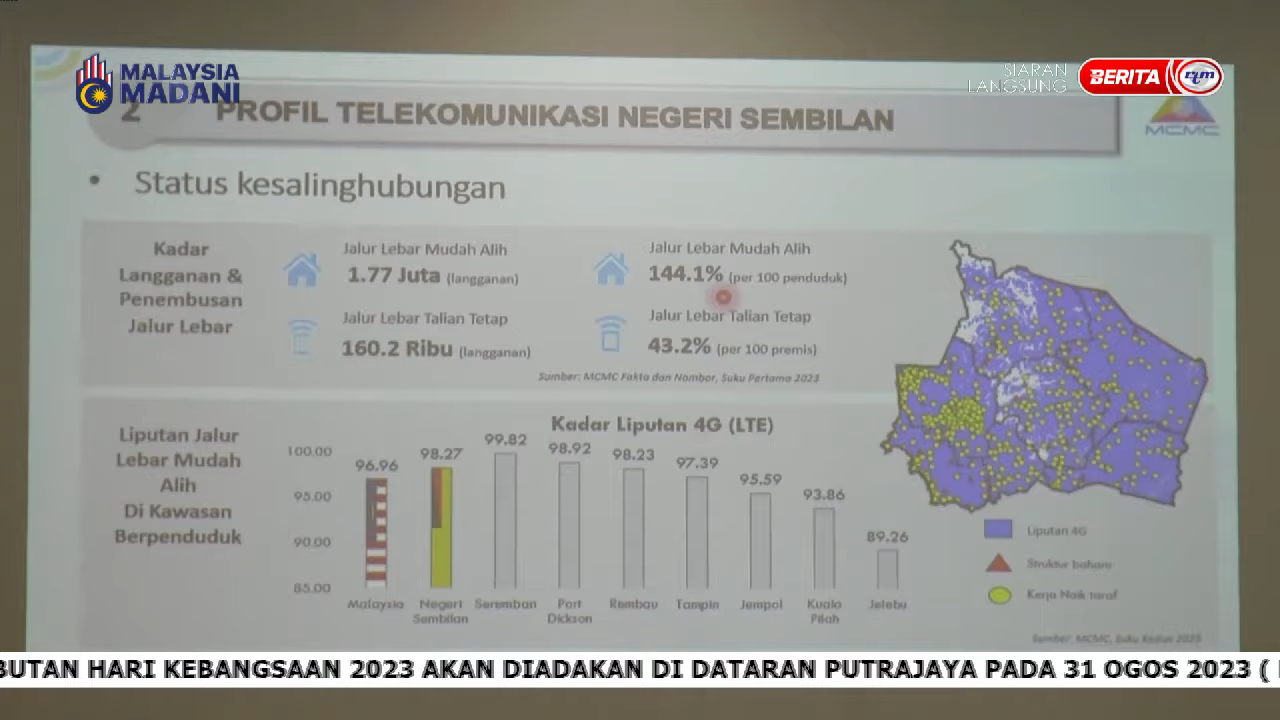 MALAYSIA
MADANI
SIARAN
LANGSUNG
BERITA rtm
MCMC
2 PROFIL TELEKOMUNIKASI NEGERI SEMBILAN
• Status kesalinghubungan
Kadar
Langganan &
Penembusan
Jalur Lebar
Jalur Lebar Mudah Alih
1.77 Juta (langganan)
Jalur Lebar Mudah Alih
144.1% (per 100 penduduk)
Jalur Lebar Talian Tetap
160.2 Ribu (langganan)
Jalur Lebar Talian Tetap
43.2% (per 100 premis)
Sumber: MCMC Fakta dan Nombor, Suku Pertama 2023
Liputan Jalur
Lebar Mudah
Alih
Di Kawasan
Berpenduduk
Kadar Liputan 4G (LTE)
100.00
95.00
90.00
85.00
96.96
98.27
99.82
98.92
98.23
97.39
95.59
93.86
89.26
Malaysia
Negeri
Sembilan
Seremban
Port
Dickson
Rembau
Tampin
Jempol
Kuala
Pilah
Jelebu
Liputan 4G
Struktur baharu
Kerja Naik taraf
Sumber: MCMC, Suku Kedua 2023
BUTAN HARI KEBANGSAAN 2023 AKAN DIADAKAN DI DATARAN PUTRAJAYA PADA 31 OGOS 2023 (